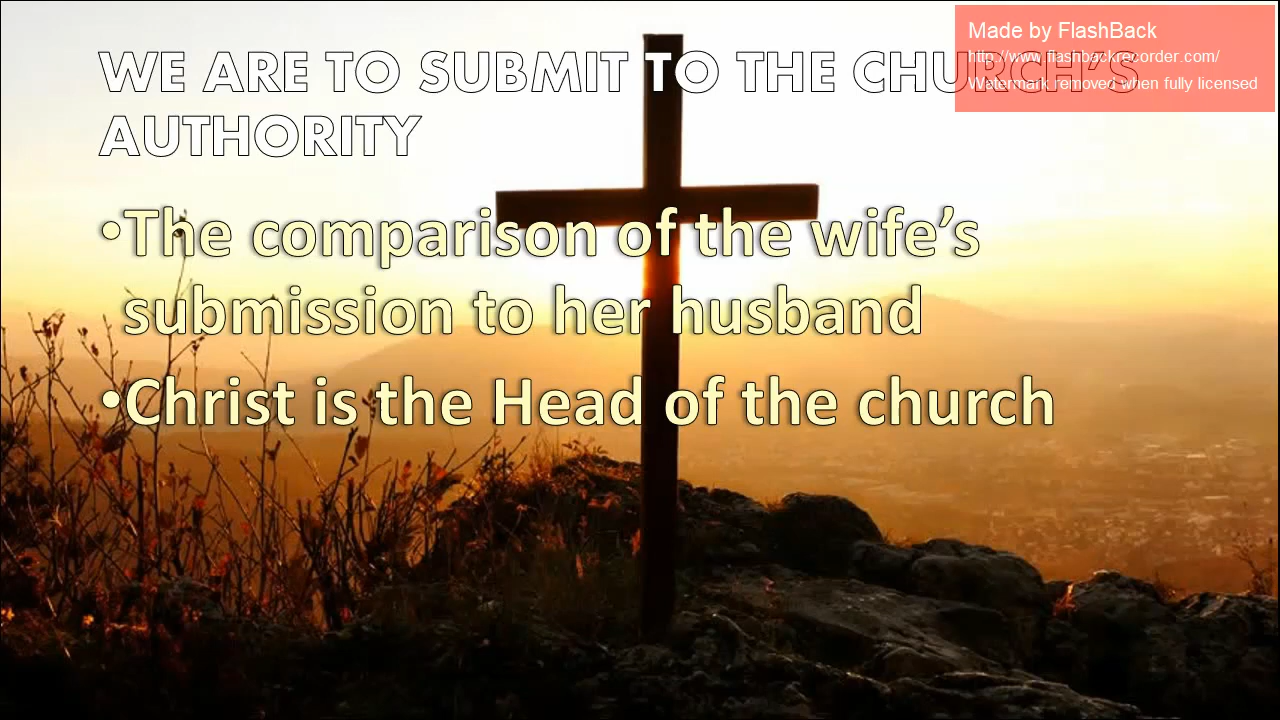 WE ARE TO SUBMIT TO THE CHURCH'S
AUTHORITY
•The comparison of the wife’s
submission to her husband
•Christ is the Head of the church
Made by FlashBack
http://www.flashbackrecorder.com/
Watermark removed when fully licensed